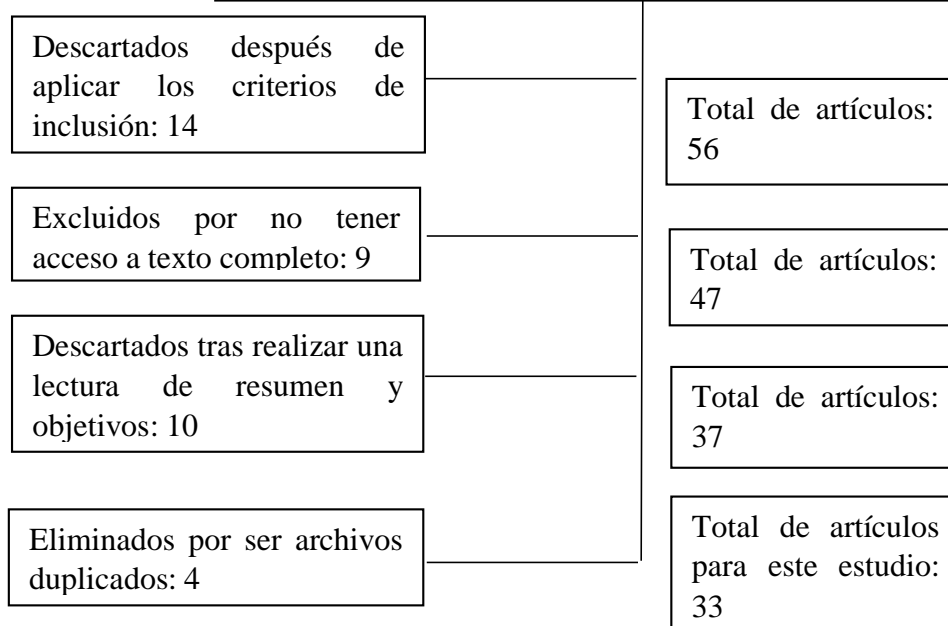 Descartados después de
aplicar los criterios de
inclusión: 14
Total de artículos:
56
Excluidos por no tener
acceso a texto completo: 9
Total de artículos:
47
Descartados tras realizar una
lectura de resumen y
objetivos: 10
Total de artículos:
37
Eliminados por ser archivos
duplicados: 4
Total de artículos
para este estudio:
33